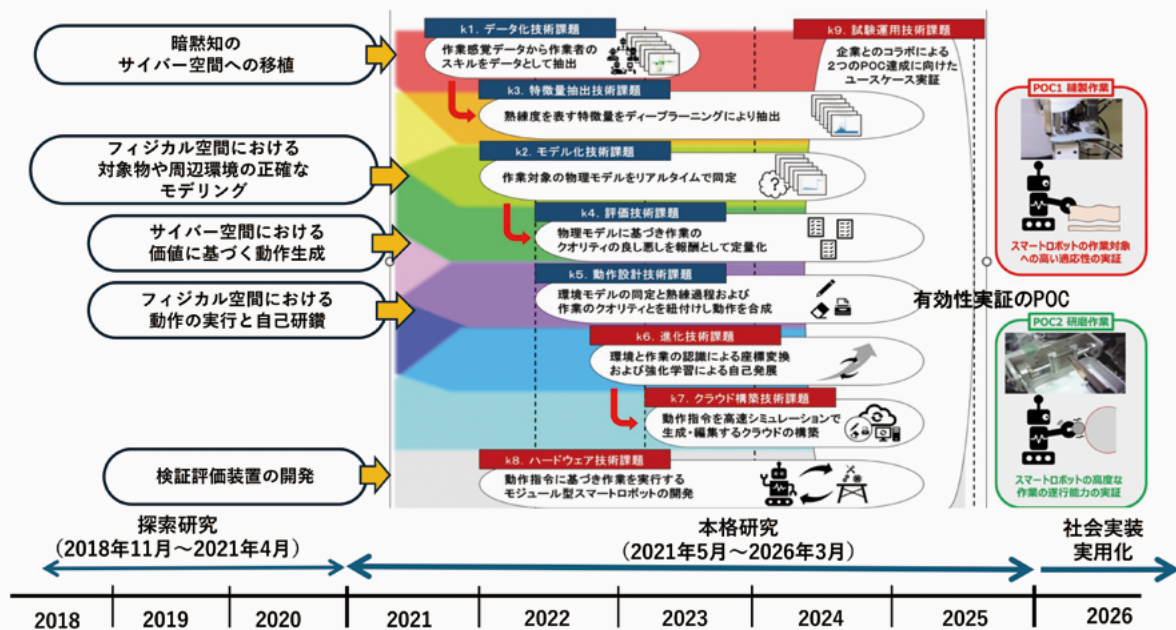 暗黙知の
サイバー空間への移植
フィジカル空間における
対象物や周辺環境の正確な
モデリング
サイバー空間における
価値に基づく動作生成
フィジカル空間における
動作の実行と自己研鑽
検証評価装置の開発
k1. データ化技術課題
作業感覚データから作業者の
スキルをデータとして抽出
k3. 特徴量抽出技術課題
熟練度を表す特徴量をディープラーニングにより抽出
k2. モデル化技術課題
作業対象の物理モデルをリアルタイムで同定
k4. 評価技術課題
物理モデルに基づき作業の
クオリティの良し悪しを報酬として定量化
k5. 動作設計技術課題
環境モデルの同定と熟練過程および
作業のクオリティとを紐付けし動作を合成
k6. 進化技術課題
環境と作業の認識による座標変換
および強化学習による自己発展
k7. クラウド構築技術課題
動作指令を高速シミュレーションで
生成・編集するクラウドの構築
k8. ハードウェア技術課題
動作指令に基づき作業を実行する
モジュール型スマートロボットの開発
k9. 試験運用技術課題
企業とのコラボによる
2つのPOC達成に向けた
ユースケース実証
POC1 縫製作業
スマートロボットの作業対象
への高い適応性の実証
有効性実証のPOC
POC2 研磨作業
スマートロボットの高度な
作業の遂行能力の実証
探索研究
（2018年11月～2021年4月）
本格研究
（2021年5月～2026年3月）
社会実装
実用化
2018
2019
2020
2021
2022
2023
2024
2025
2026